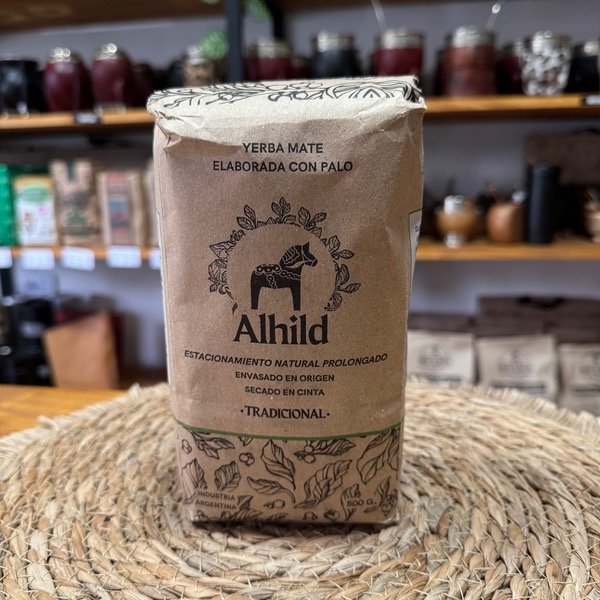 YERBA MATE
ELABORADA CON PALO
Alhild
ESTACIONAMIENTO NATURAL PROLONGADO
ENVASADO EN ORIGEN
SECADO EN CINTA
·TRADICIONAL·
INDUSTRIA
ARGENTINA
500 G.